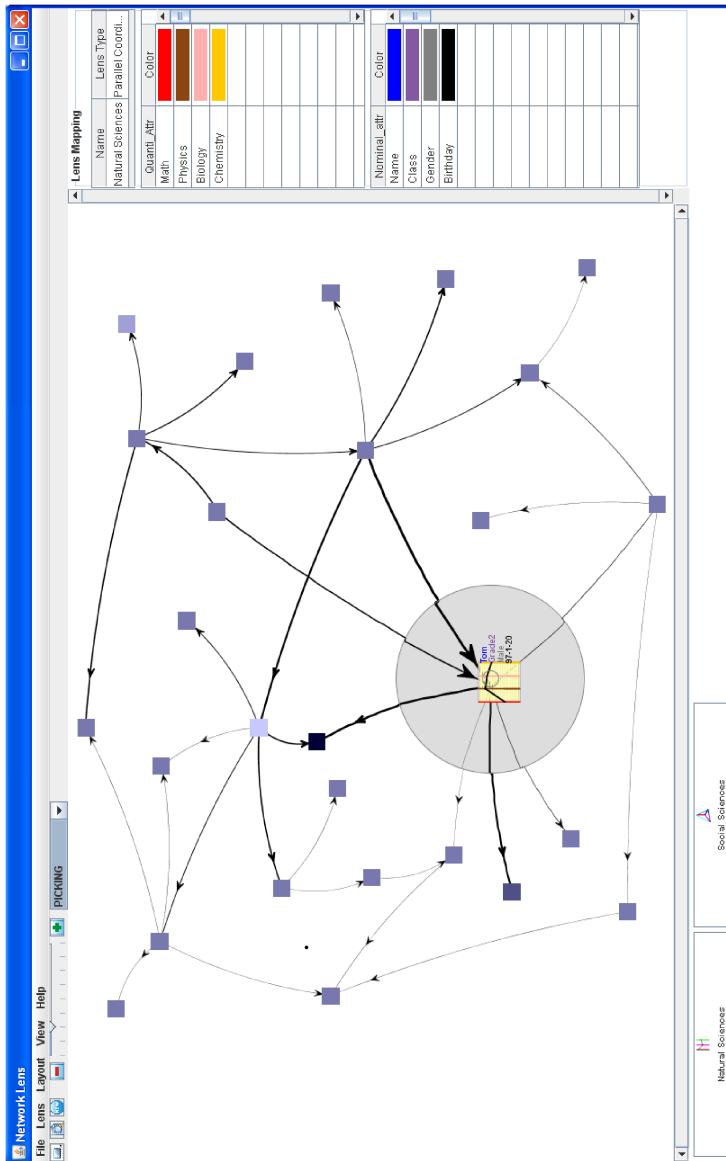 Network Lens
File Lens Layout View Help
PICKING
Lens Mapping
Name Lens Type
Natural Sciences Parallel Coordi...
Quanti_Attr Color
Math
Physics
Biology
Chemistry
Nominal_attr Color
Name
Class
Gender
Birthday
Tom
Grade2
Male
97-1-20
Natural Sciences
Social Sciences